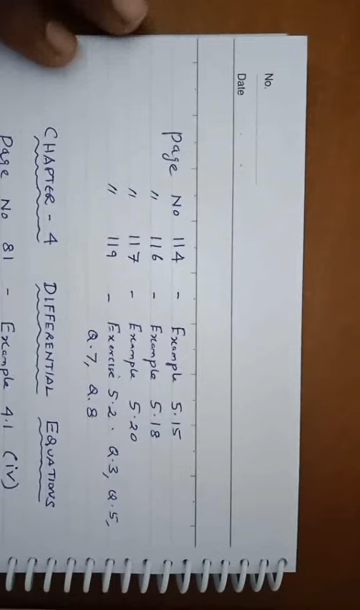 No.
Date
Page No 114 - Example 5.15
" 116 - Example 5.18
" 117 - Example 5.20
" 119 - Exercise 5.2. Q.3, Q.5,
Q.7, Q.8
CHAPTER - 4 DIFFERENTIAL EQUATIONS
Page No 81 - Example 4.1 (iv)